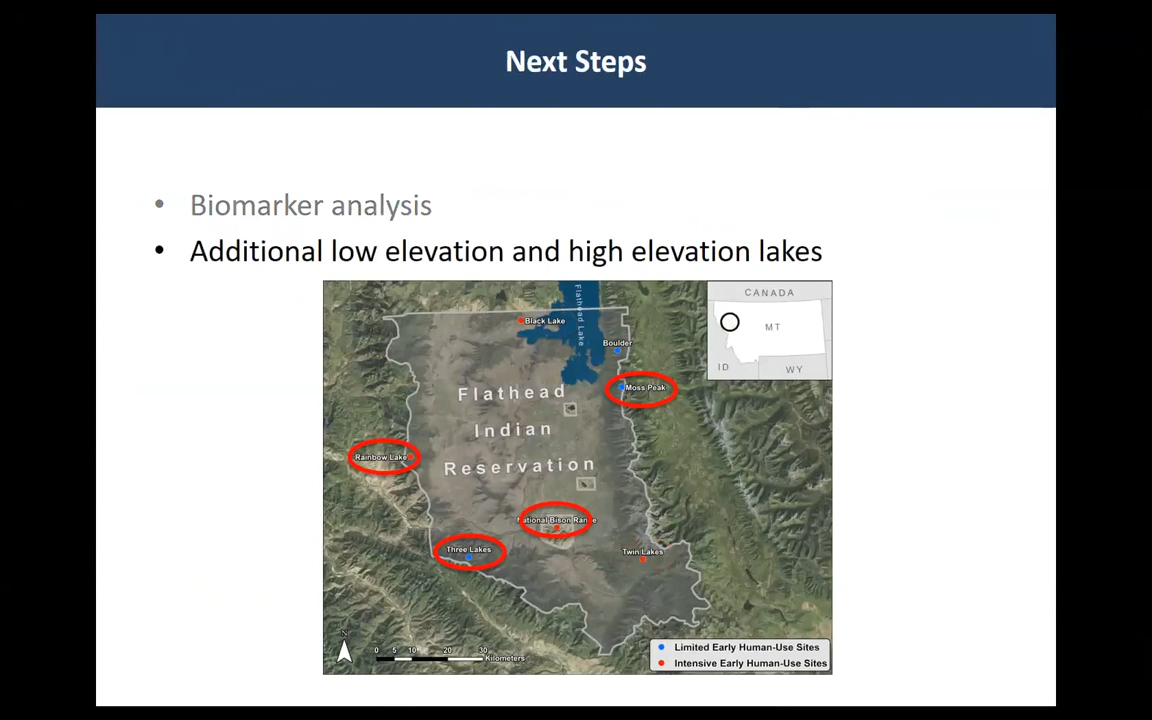 Next Steps
• Biomarker analysis
• Additional low elevation and high elevation lakes
CANADA
MT
ID
WY
Flathead Lake
Black Lake
Boulder
Moss Peak
Flathead
Indian
Reservation
Rainbow Lake
National Bison Range
Three Lakes
Twin Lakes
N
0 5 10 20 30
Kilometers
Limited Early Human-Use Sites
Intensive Early Human-Use Sites